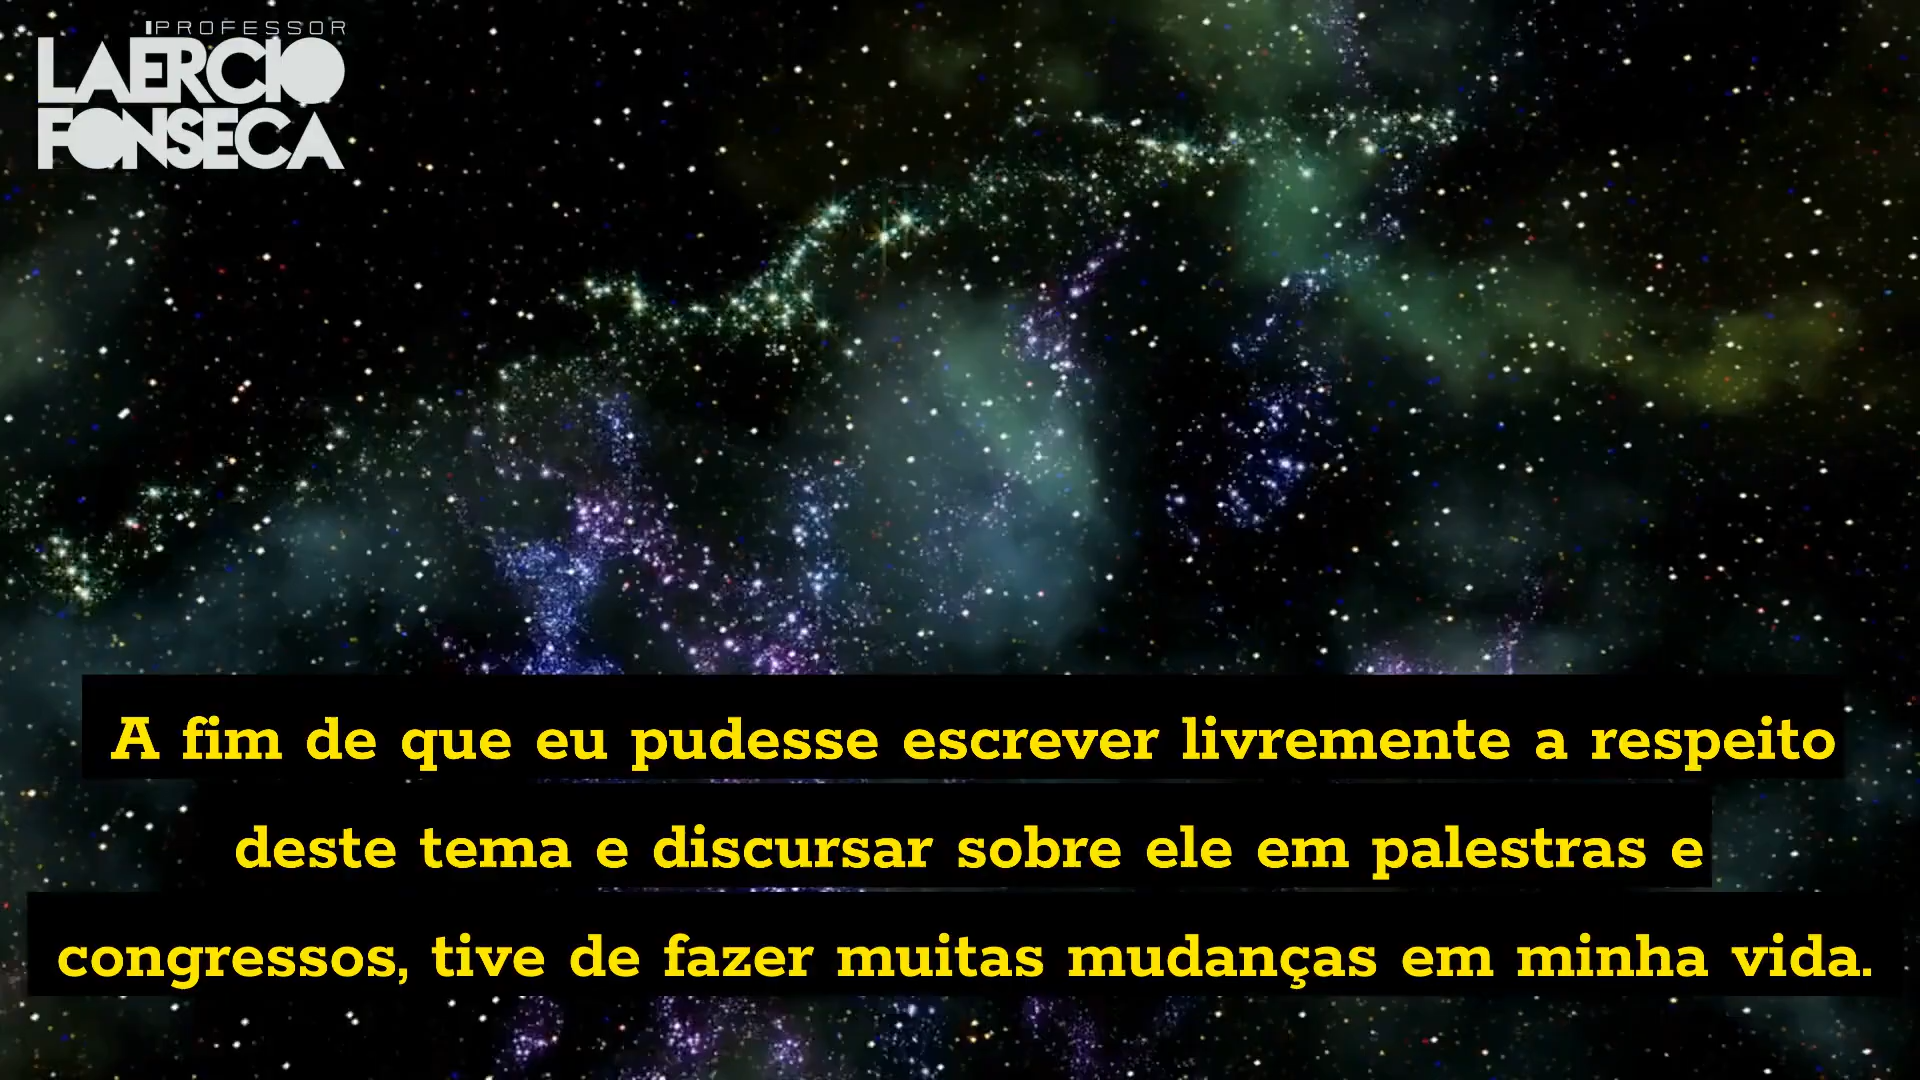 PROFESSOR
LAÉRCIO
FONSECA
A fim de que eu pudesse escrever livremente a respeito
deste tema e discursar sobre ele em palestras e
congressos, tive de fazer muitas mudanças em minha vida.